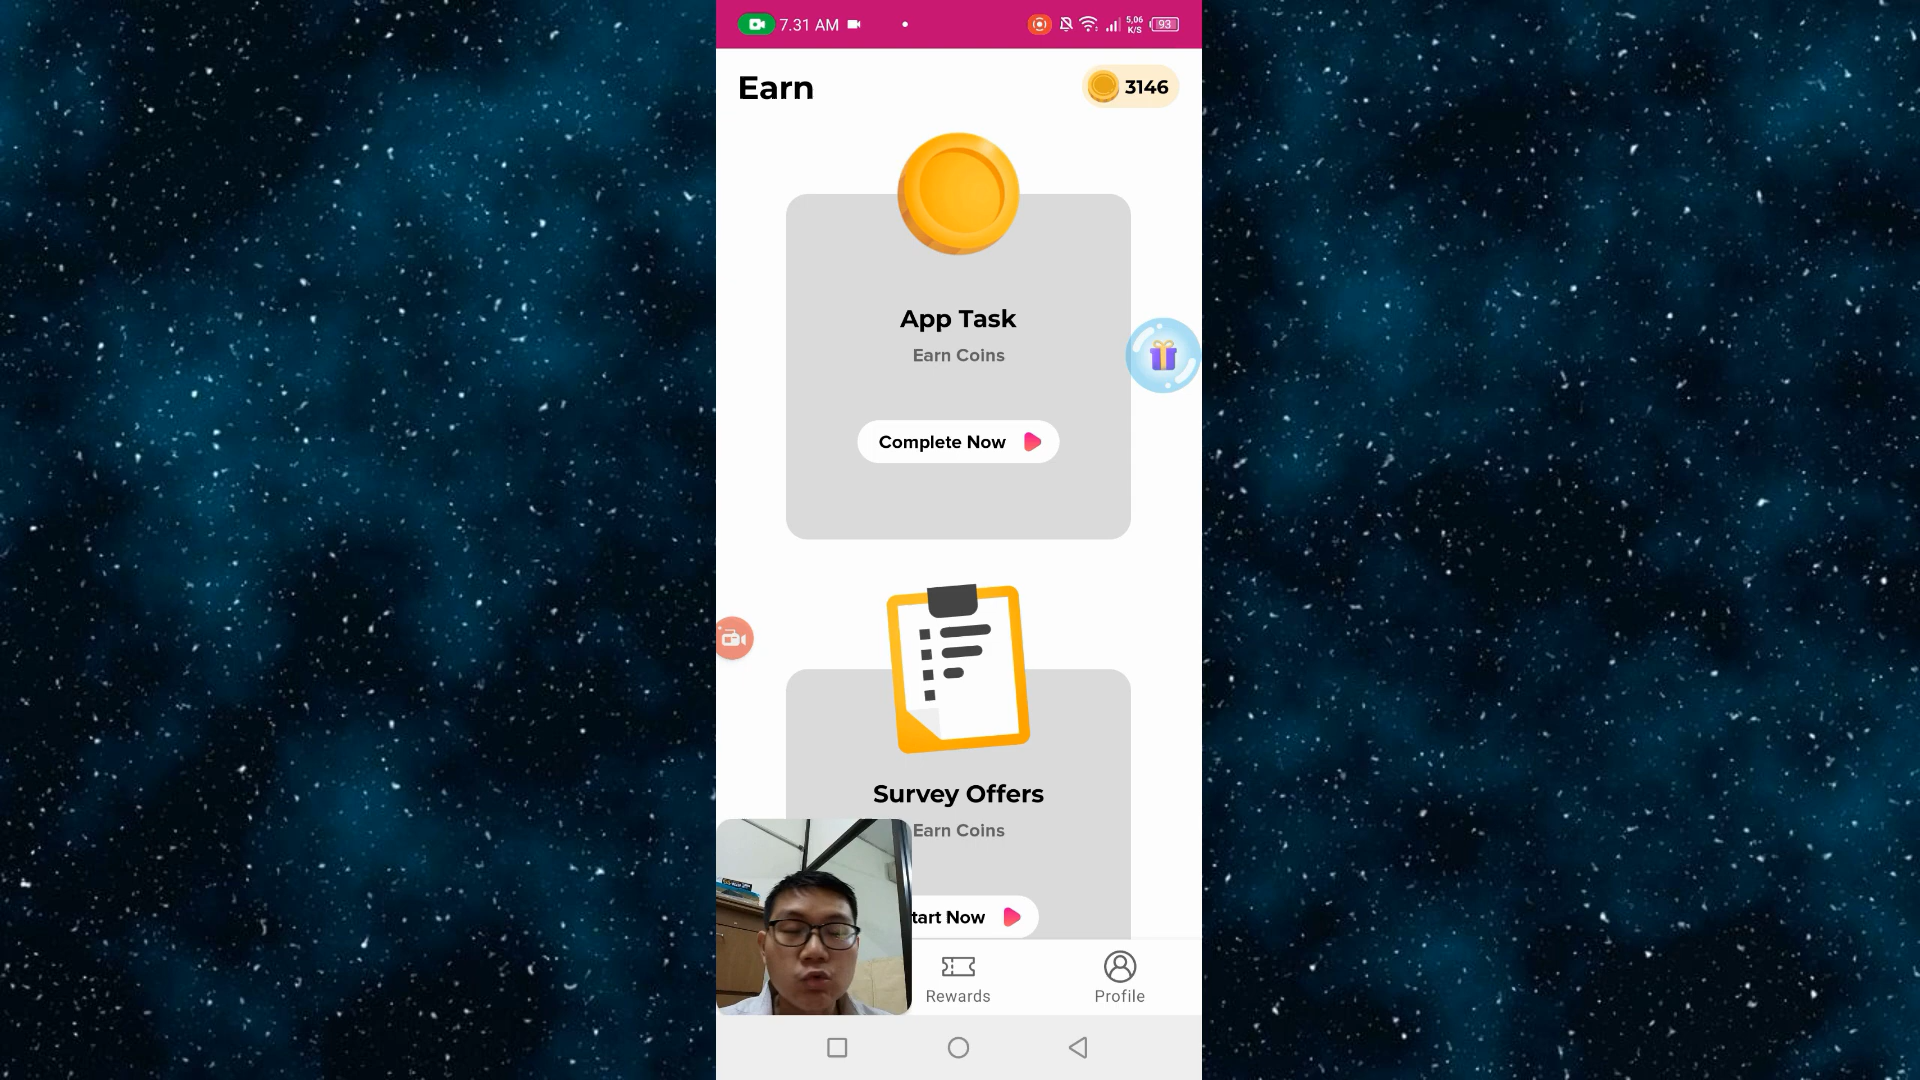 7.31 AM
5,06
K/S
93
Earn
3146
App Task
Earn Coins
Complete Now
Survey Offers
Earn Coins
tart Now
Rewards
Profile